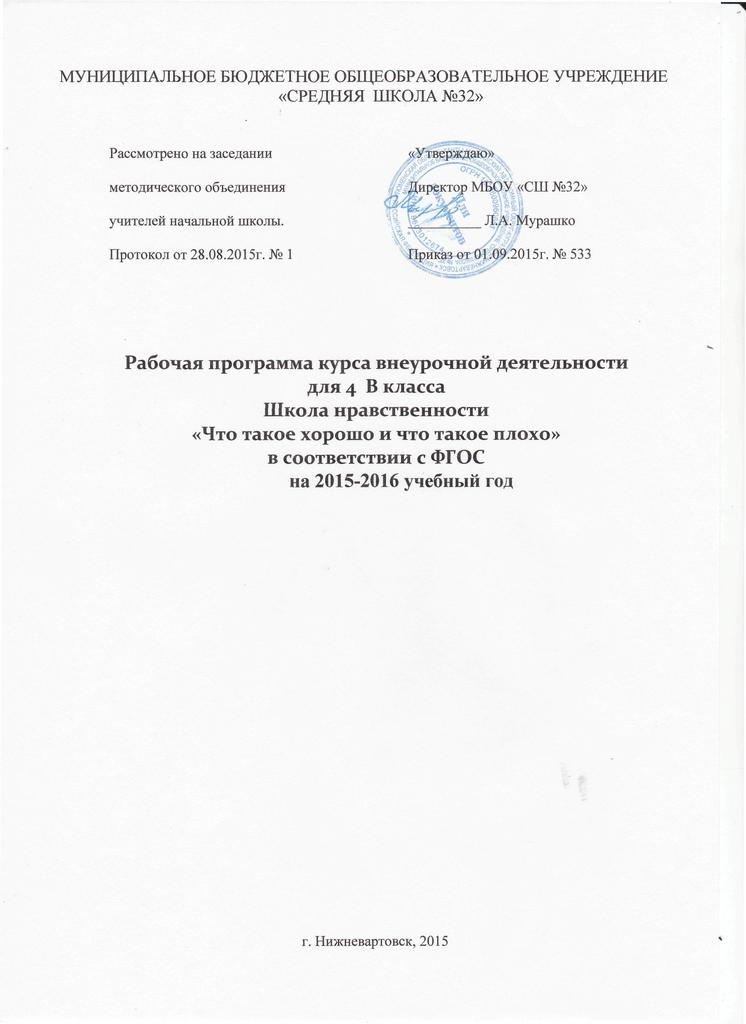 МУНИЦИПАЛЬНОЕ БЮДЖЕТНОЕ ОБЩЕОБРАЗОВАТЕЛЬНОЕ УЧРЕЖДЕНИЕ
«СРЕДНЯЯ ШКОЛА №32»
Рассмотрено на заседании
методического объединения
учителей начальной школы.
Протокол от 28.08.2015г. № 1
«Утверждаю»
Директор МБОУ «СШ №32»
__________ Л.А. Мурашко
Приказ от 01.09.2015г. № 533
Рабочая программа курса внеурочной деятельности
для 4 В класса
Школа нравственности
«Что такое хорошо и что такое плохо»
в соответствии с ФГОС
на 2015-2016 учебный год
г. Нижневартовск, 2015